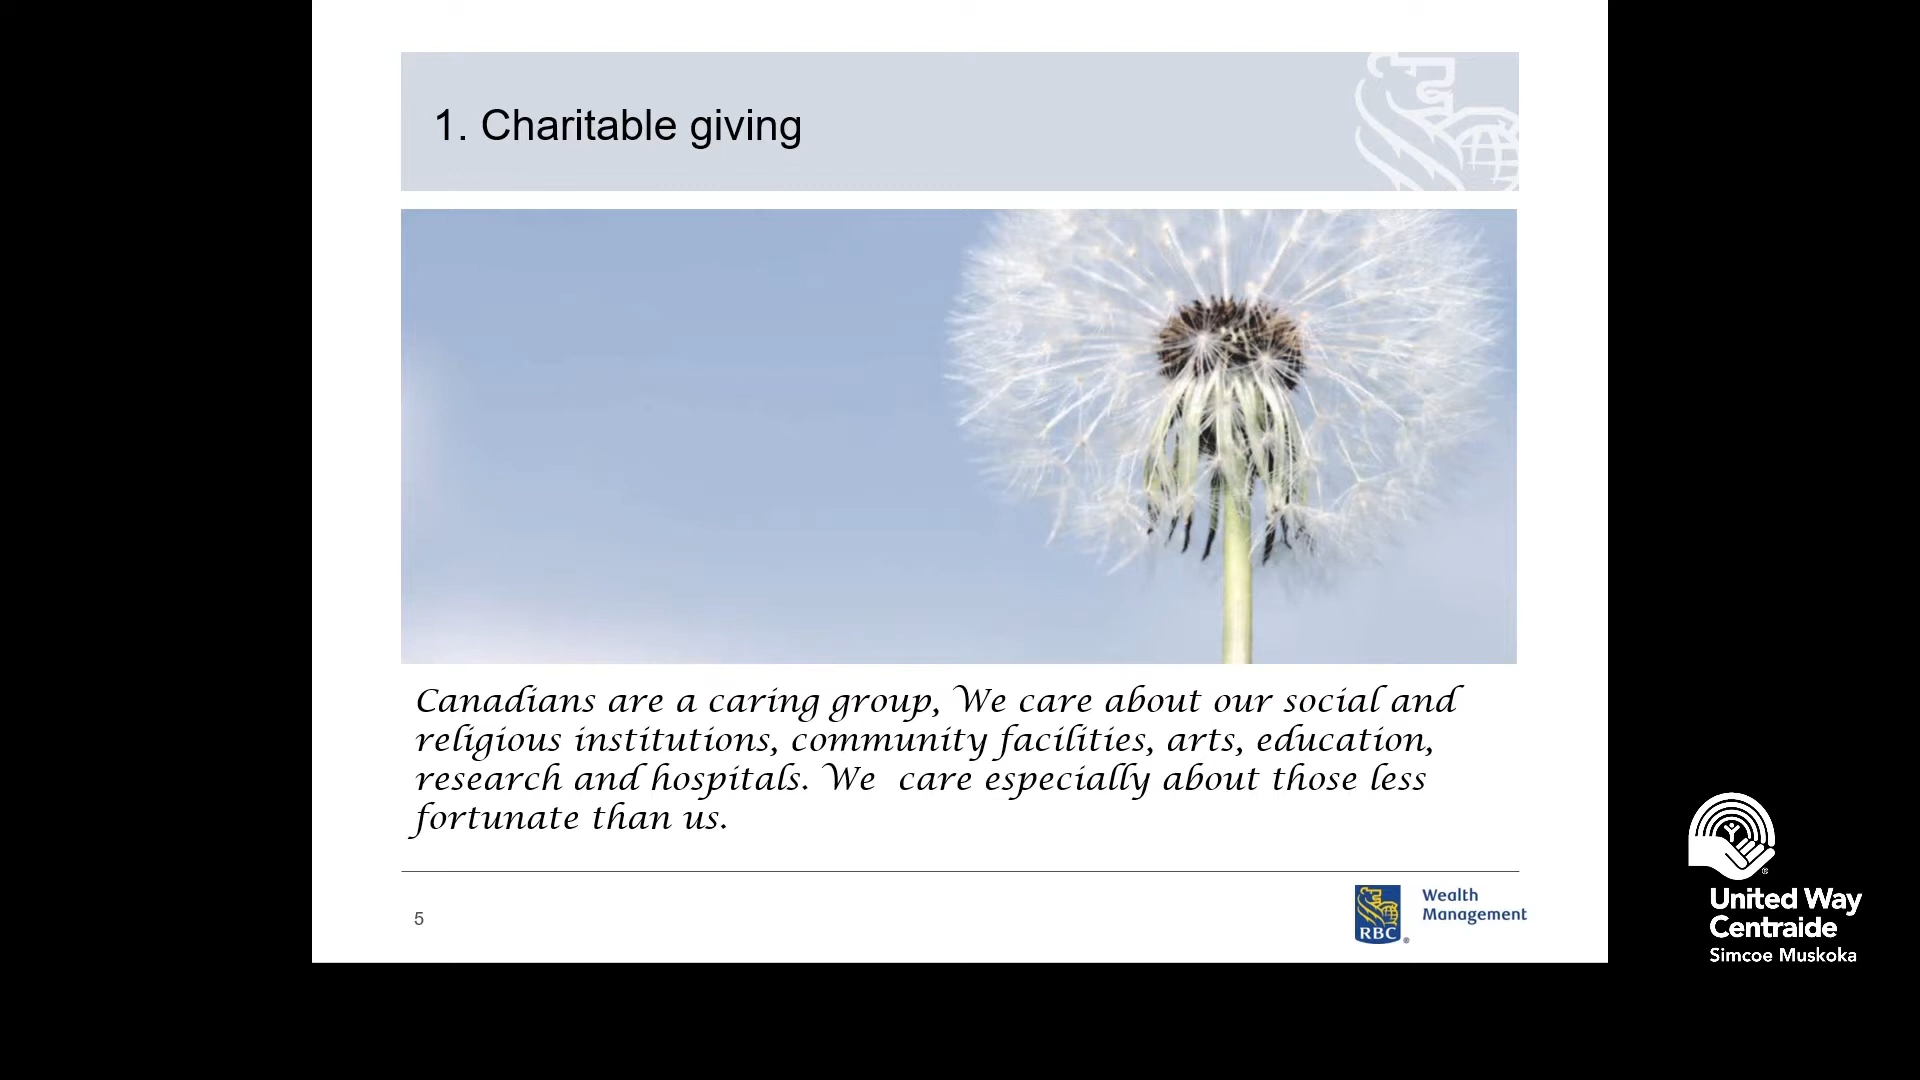 1. Charitable giving
Canadians are a caring group, We care about our social and
religious institutions, community facilities, arts, education,
research and hospitals. We  care especially about those less
fortunate than us.
5
RBC
®
Wealth
Management
®
United Way
Centraide
Simcoe Muskoka